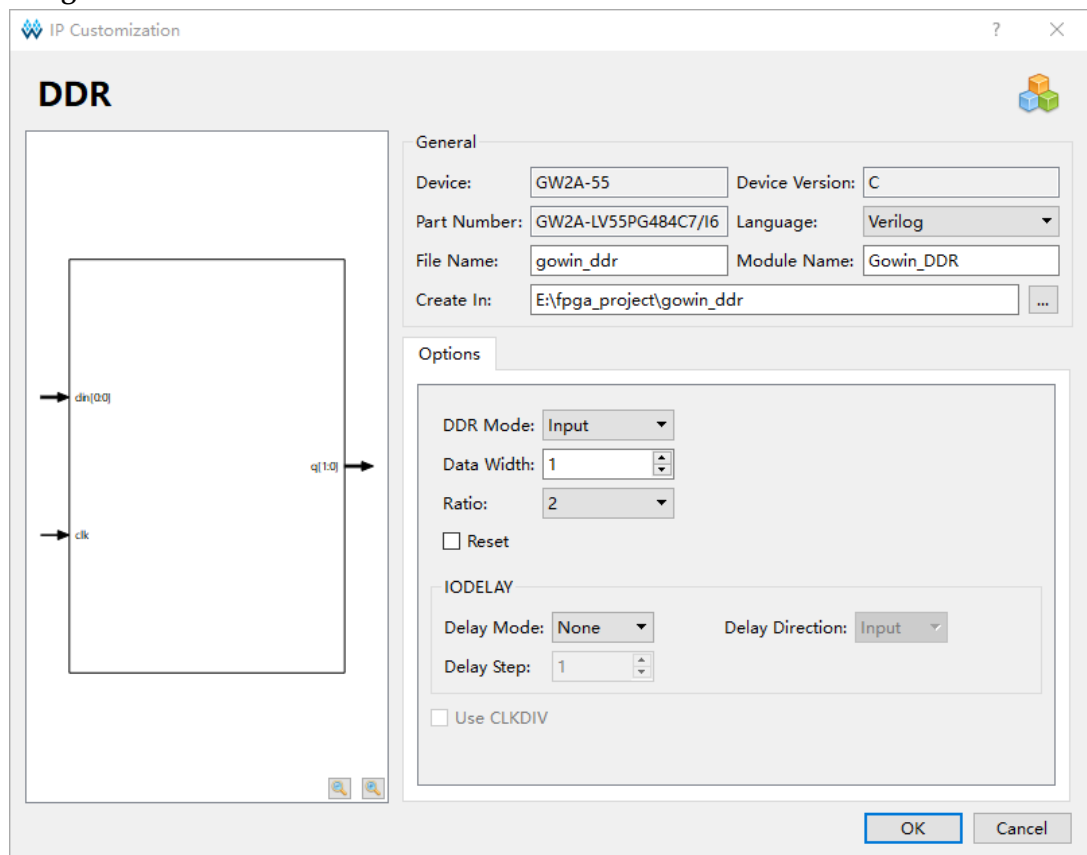 IP Customization ?
DDR
General
Device: GW2A-55 Device Version: C
Part Number: GW2A-LV55PG484C7/I6 Language: Verilog
File Name: gowin_ddr Module Name: Gowin_DDR
Create In: E:\fpga_project\gowin_ddr ...
Options
din[0:0]
q[1:0]
clk
DDR Mode: Input
Data Width: 1
Ratio: 2
Reset
IODELAY
Delay Mode: None Delay Direction: Input
Delay Step: 1
Use CLKDIV
OK Cancel